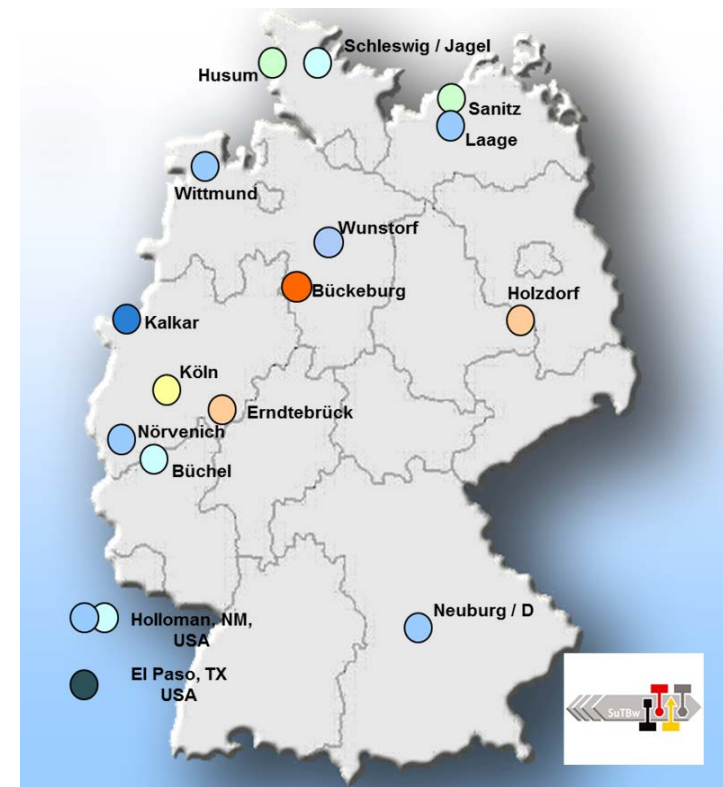 Schleswig / Jagel
Husum
Sanitz
Laage
Wittmund
Wunstorf
Bückeburg
Holzdorf
Kalkar
Köln
Erndtebrück
Nörvenich
Büchel
Neuburg / D
Holloman, NM,
USA
El Paso, TX
USA
SuTBw